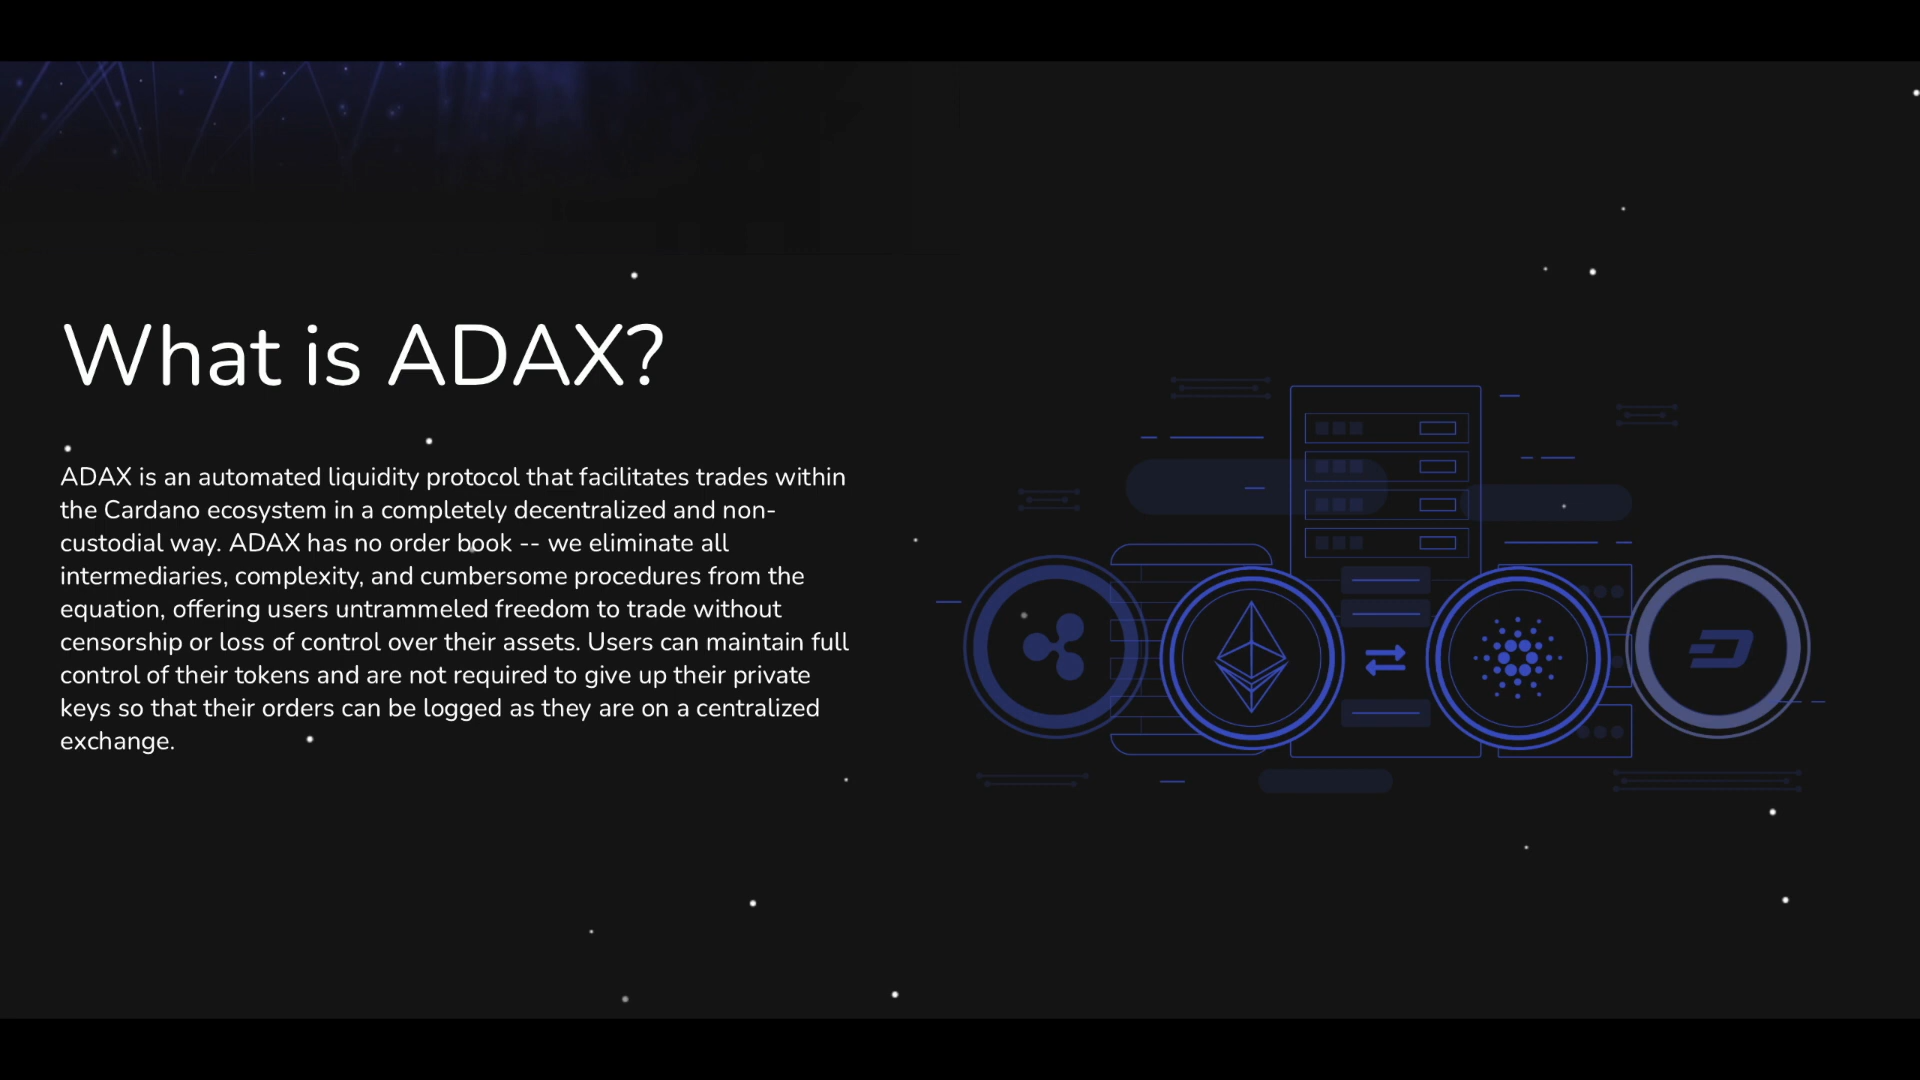 What is ADAX?
ADAX is an automated liquidity protocol that facilitates trades within
the Cardano ecosystem in a completely decentralized and non-
custodial way. ADAX has no order book -- we eliminate all
intermediaries, complexity, and cumbersome procedures from the
equation, offering users untrammeled freedom to trade without
censorship or loss of control over their assets. Users can maintain full
control of their tokens and are not required to give up their private
keys so that their orders can be logged as they are on a centralized
exchange.